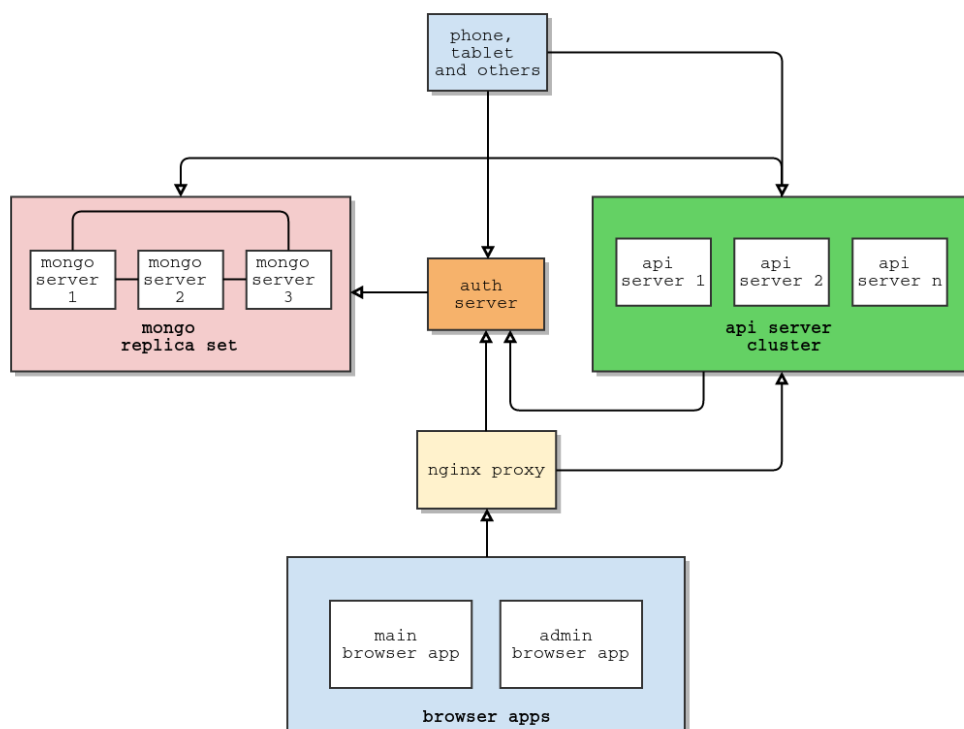 phone,
tablet
and others
mongo
server
1
mongo
server
2
mongo
server
3
mongo
replica set
auth
server
api
server 1
api
server 2
api
server n
api server
cluster
nginx proxy
main
browser app
admin
browser app
browser apps